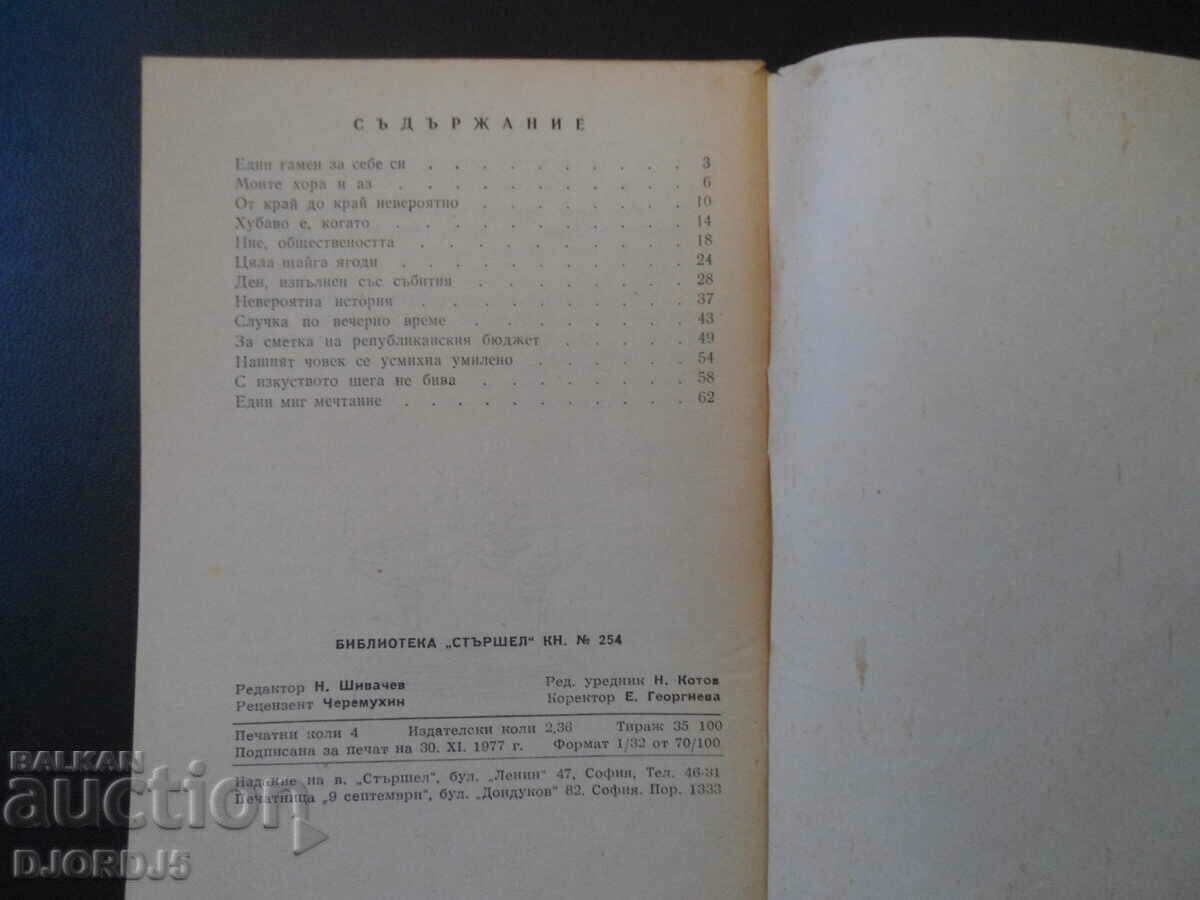 СЪДЪРЖАНИЕ
Един гамен за себе си . . . . . . . . . . 3
Моите хора и аз . . . . . . . . . . . 6
От край до край невероятно . . . . . . . . 10
Хубаво е, когато . . . . . . . . . . . 14
Ние, обществеността . . . . . . . . . . 18
Цяла щайга ягоди . . . . . . . . . . . 24
Ден, изпълнен със събития . . . . . . . . 28
Невероятна история . . . . . . . . . . 37
Случка по вечерно време . . . . . . . . 43
За сметка на републиканския бюджет . . . . . 49
Нашият човек се усмихна умилено . . . . . . 54
С изкуството шега не бива . . . . . . . . 58
Един миг мечтание . . . . . . . . . . 62
БИБЛИОТЕКА „СТЪРШЕЛ“ КН. № 254
Редактор Н. Шивачев Ред. уредник Н. Котов
Рецензент Черемухин Коректор Е. Георгиева
Печатни коли 4 Издателски коли 2,36 Тираж 35 100
Подписана за печат на 30. XI. 1977 г. Формат 1/32 от 70/100
Издание на в. „Стършел“, бул. „Ленин“ 47, София, Тел. 46-31
Печатница „9 септември“, бул. „Дондуков“ 82, София. Пор. 1333
BALKAN
auction
DJORDJ5